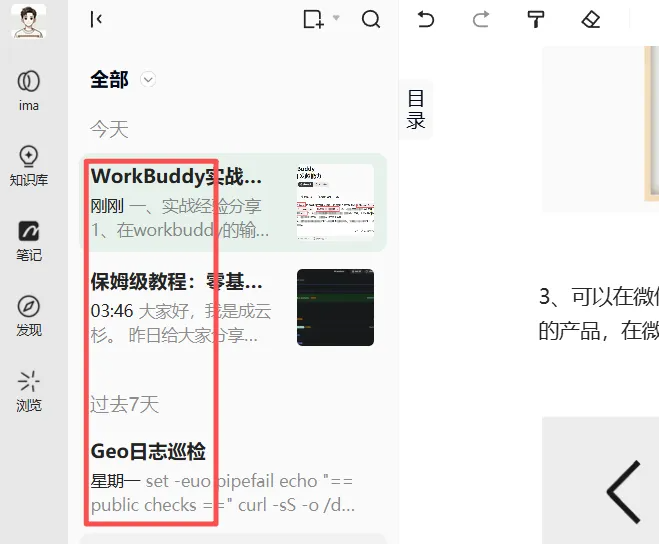 ima
知识库
笔记
发现
浏览
全部
今天
WorkBuddy实战...
刚刚 一、实战经验分享
1、在workbuddy的输...
保姆级教程：零基...
03:46 大家好，我是成云
杉。 昨日给大家分享...
过去7天
Geo日志巡检
星期一 set -euo pipefail echo "==
public checks ==" curl -sS -o /d...
目
录
3、可以在微
的产品，在微